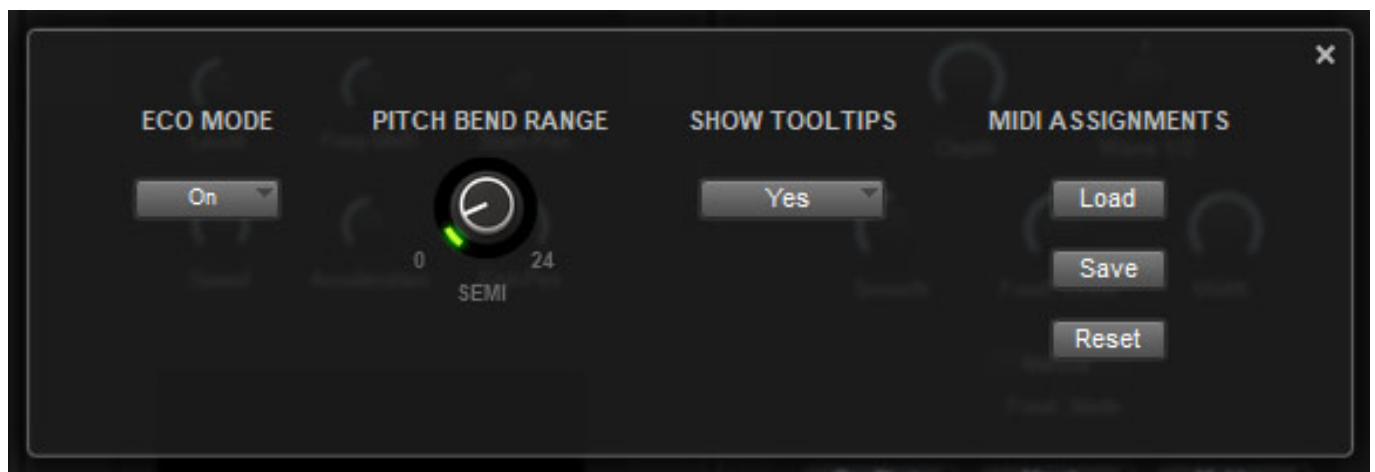 ECO MODE PITCH BEND RANGE SHOW TOOLTIPS MIDI ASSIGNMENTS
On Yes Load
0 24 Save
SEMI
Reset